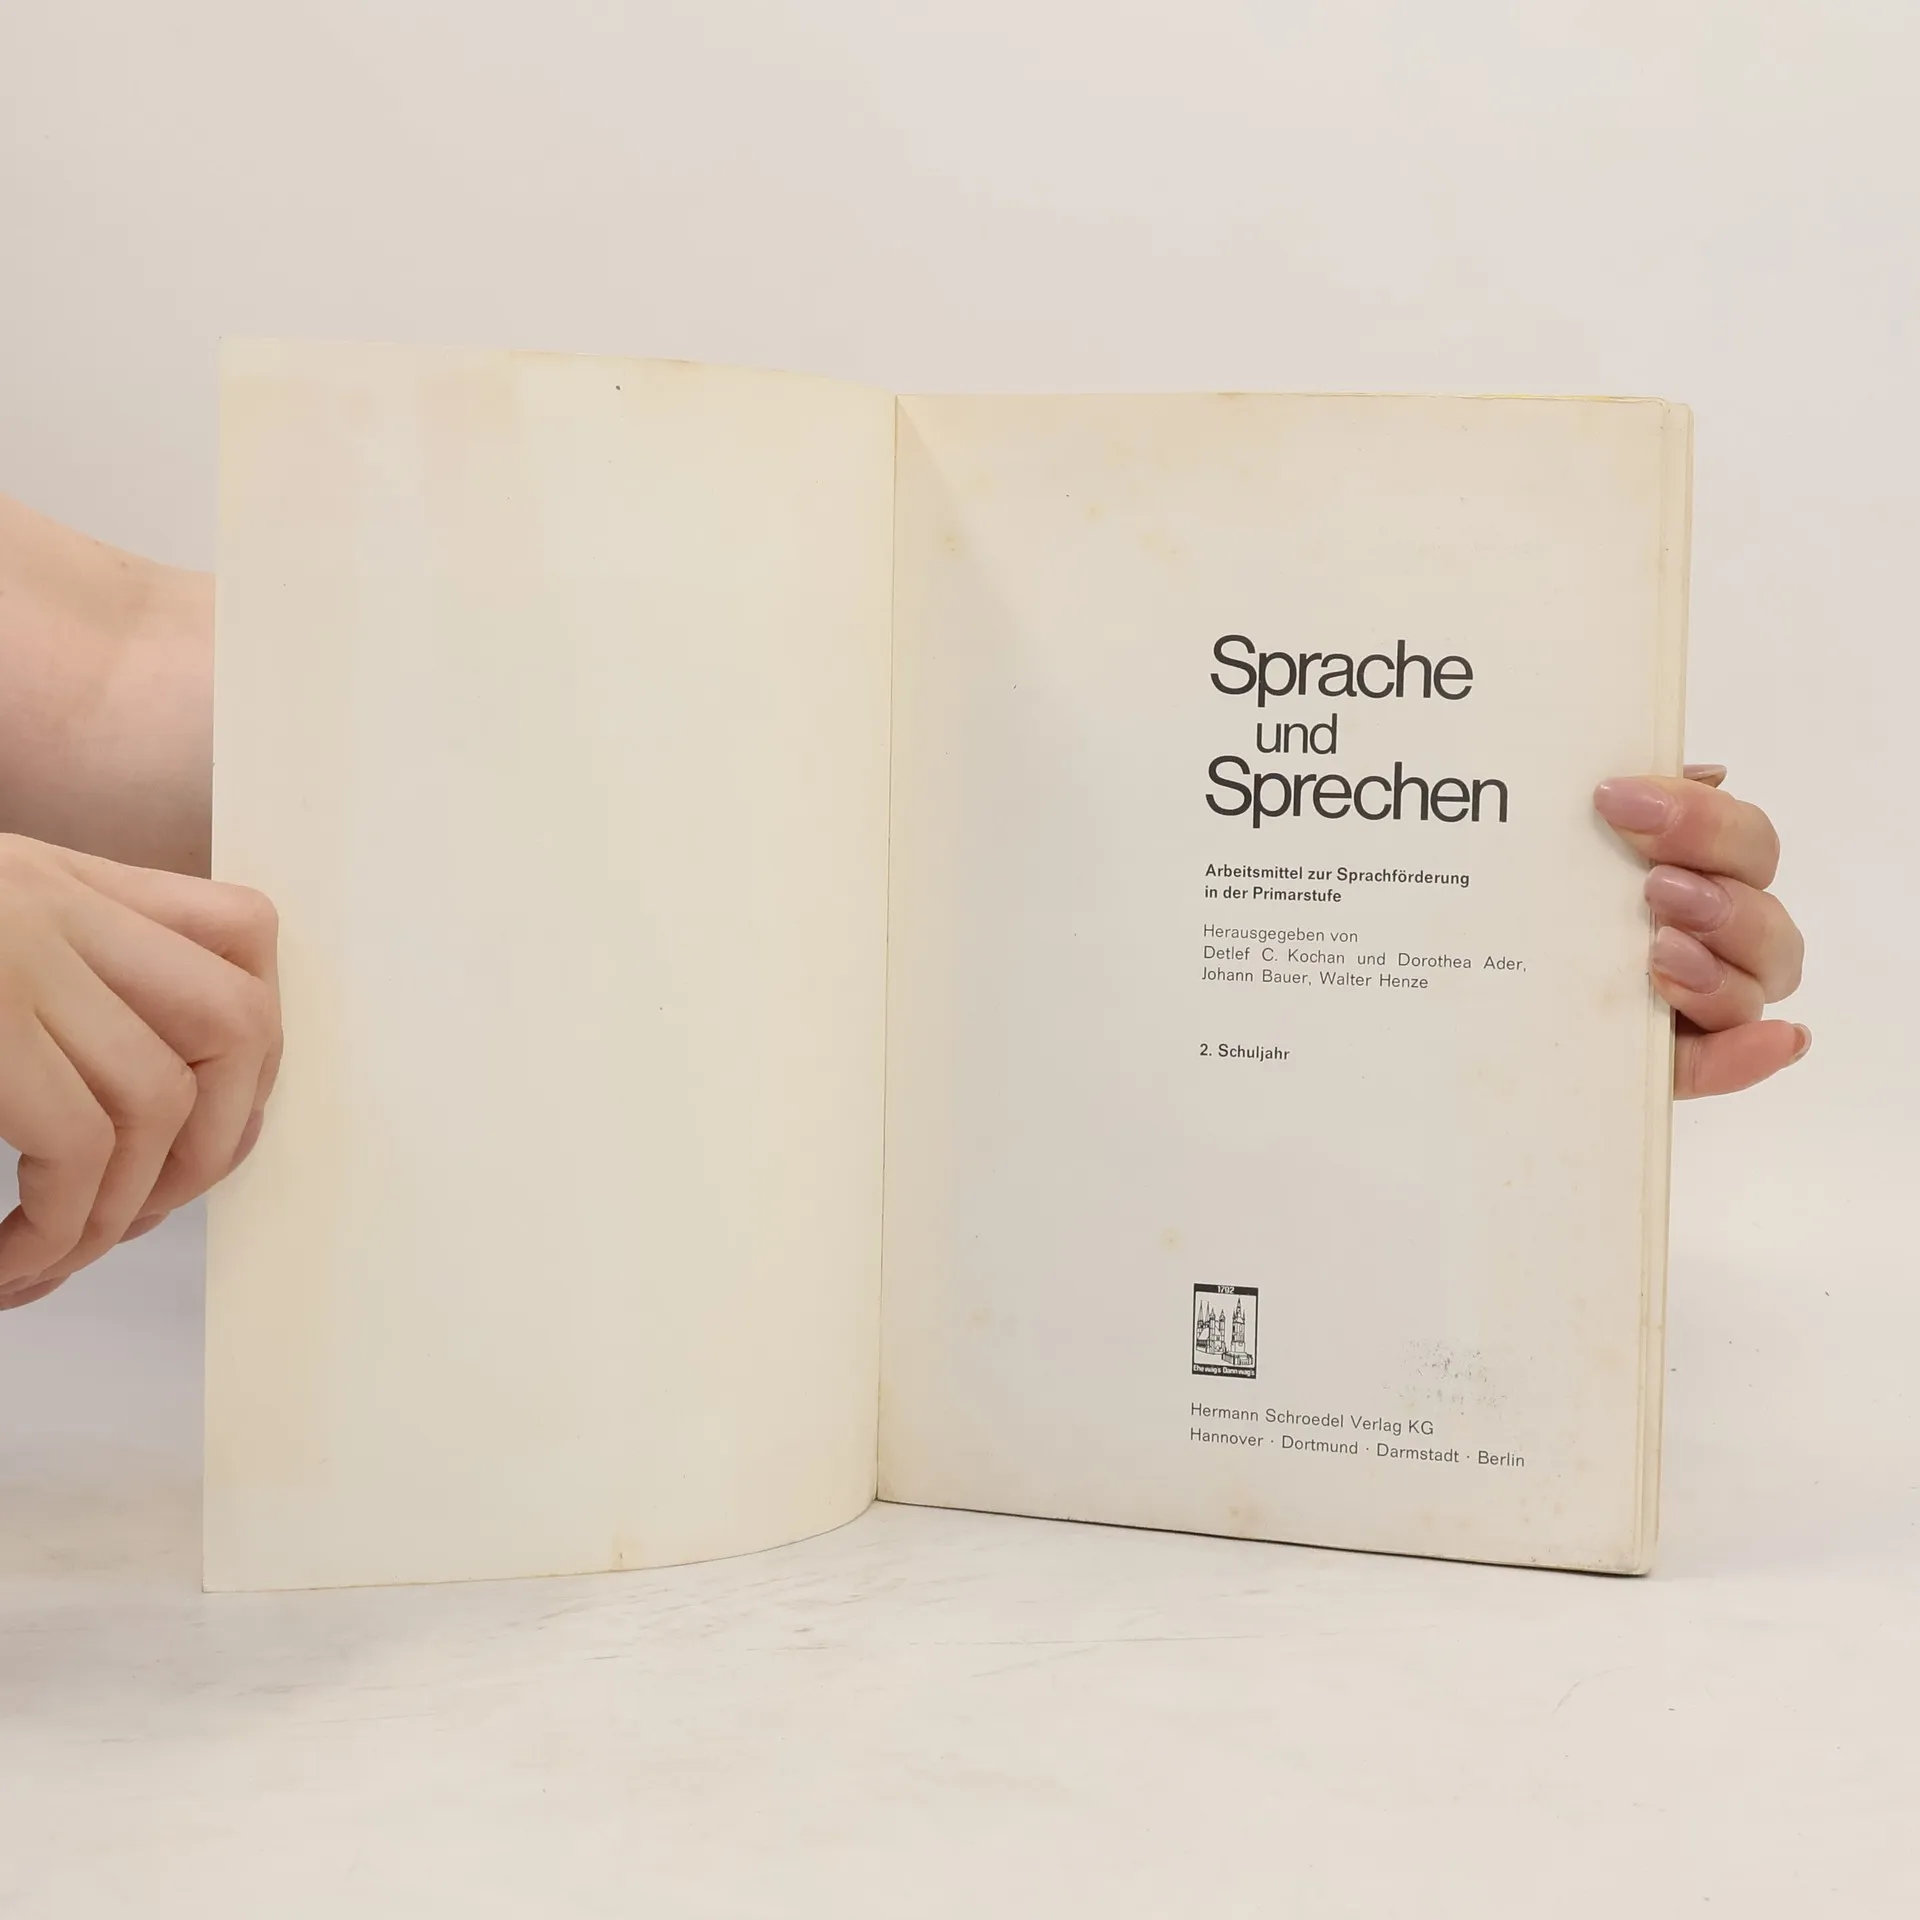 Sprache
und
Sprechen
Arbeitsmittel zur Sprachförderung
in der Primarstufe
Herausgegeben von
Detlef C. Kochan und Dorothea Ader,
Johann Bauer, Walter Henze
2. Schuljahr
1792
Hermann Schroedel Verlag KG
Hannover · Dortmund · Darmstadt · Berlin